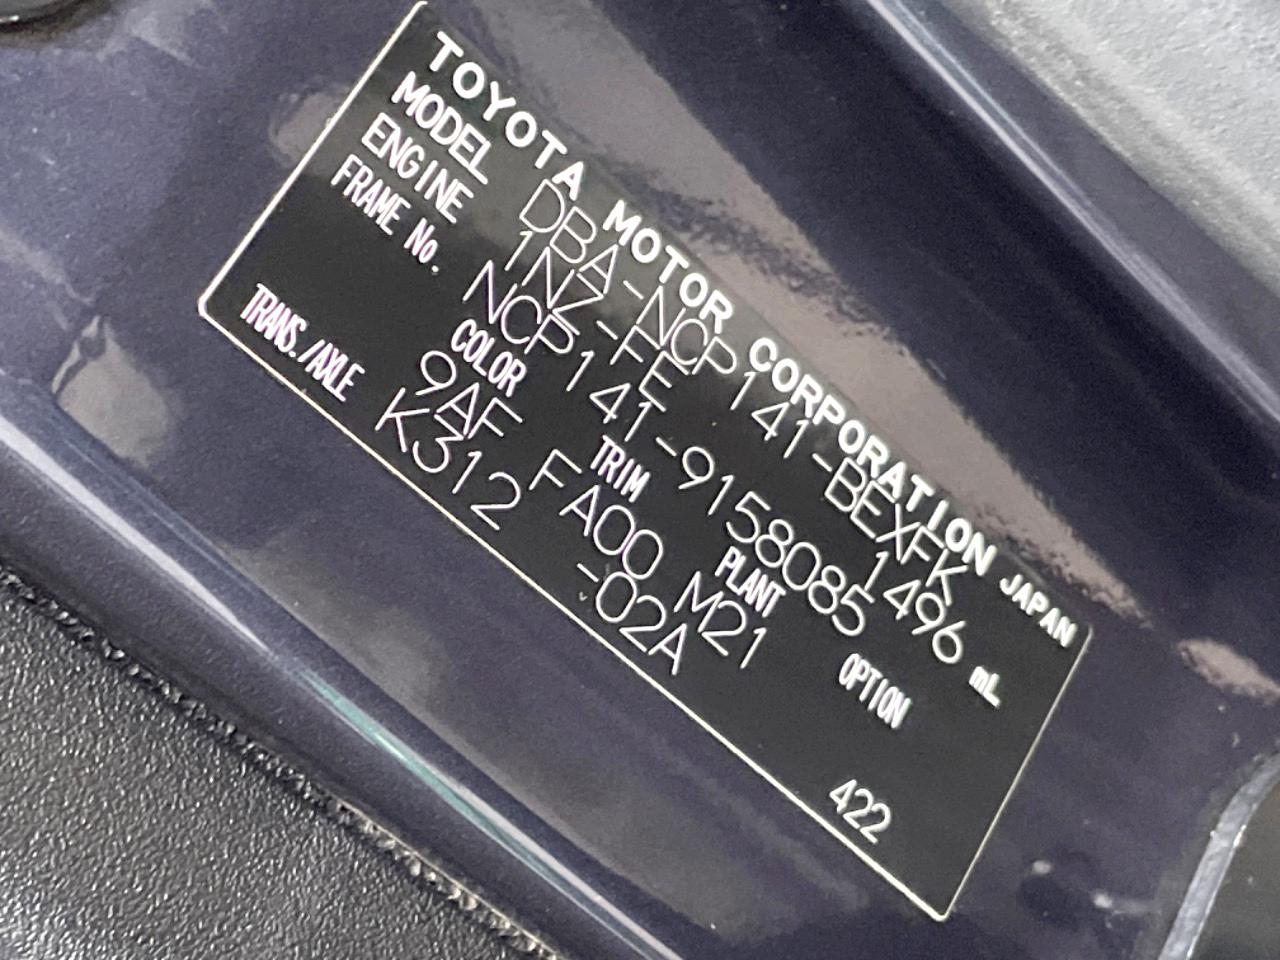 TOYOTA MOTOR CORPORATION JAPAN
MODEL DBA-NCP141-BEXFK
ENGINE 1NZ-FE 1496 mL
FRAME No. NCP141-9158085
COLOR TRIM PLANT OPTION
9AF FA00 M21
TRANS./AXLE K312 -02A
422